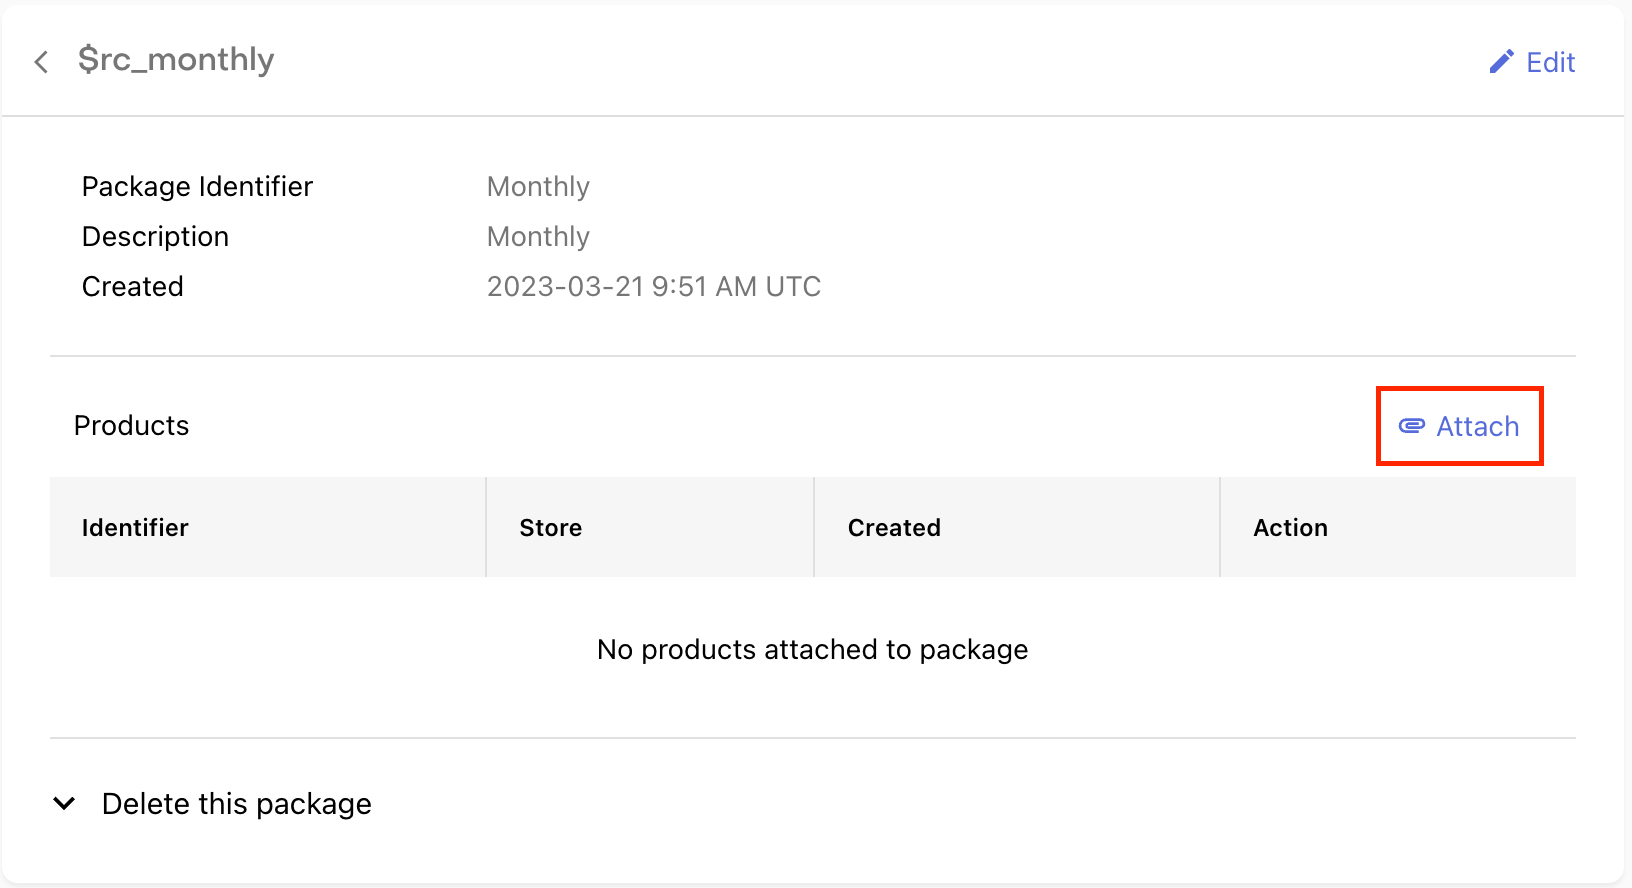 $rc_monthly
Edit
Package Identifier Monthly
Description Monthly
Created 2023-03-21 9:51 AM UTC
Products
Attach
Identifier Store Created Action
No products attached to package
Delete this package